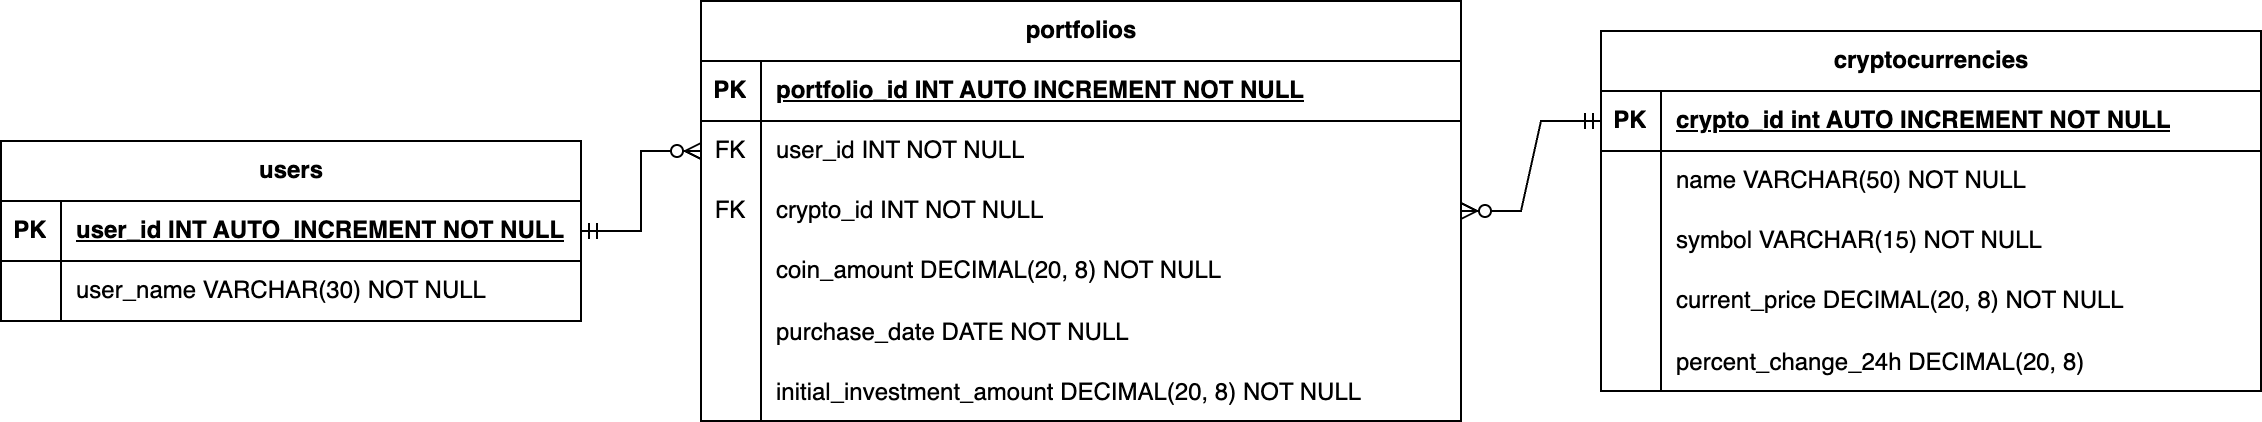 users
PK user_id INT AUTO_INCREMENT NOT NULL
user_name VARCHAR(30) NOT NULL
portfolios
PK portfolio_id INT AUTO INCREMENT NOT NULL
FK user_id INT NOT NULL
FK crypto_id INT NOT NULL
coin_amount DECIMAL(20, 8) NOT NULL
purchase_date DATE NOT NULL
initial_investment_amount DECIMAL(20, 8) NOT NULL
cryptocurrencies
PK crypto_id int AUTO INCREMENT NOT NULL
name VARCHAR(50) NOT NULL
symbol VARCHAR(15) NOT NULL
current_price DECIMAL(20, 8) NOT NULL
percent_change_24h DECIMAL(20, 8)